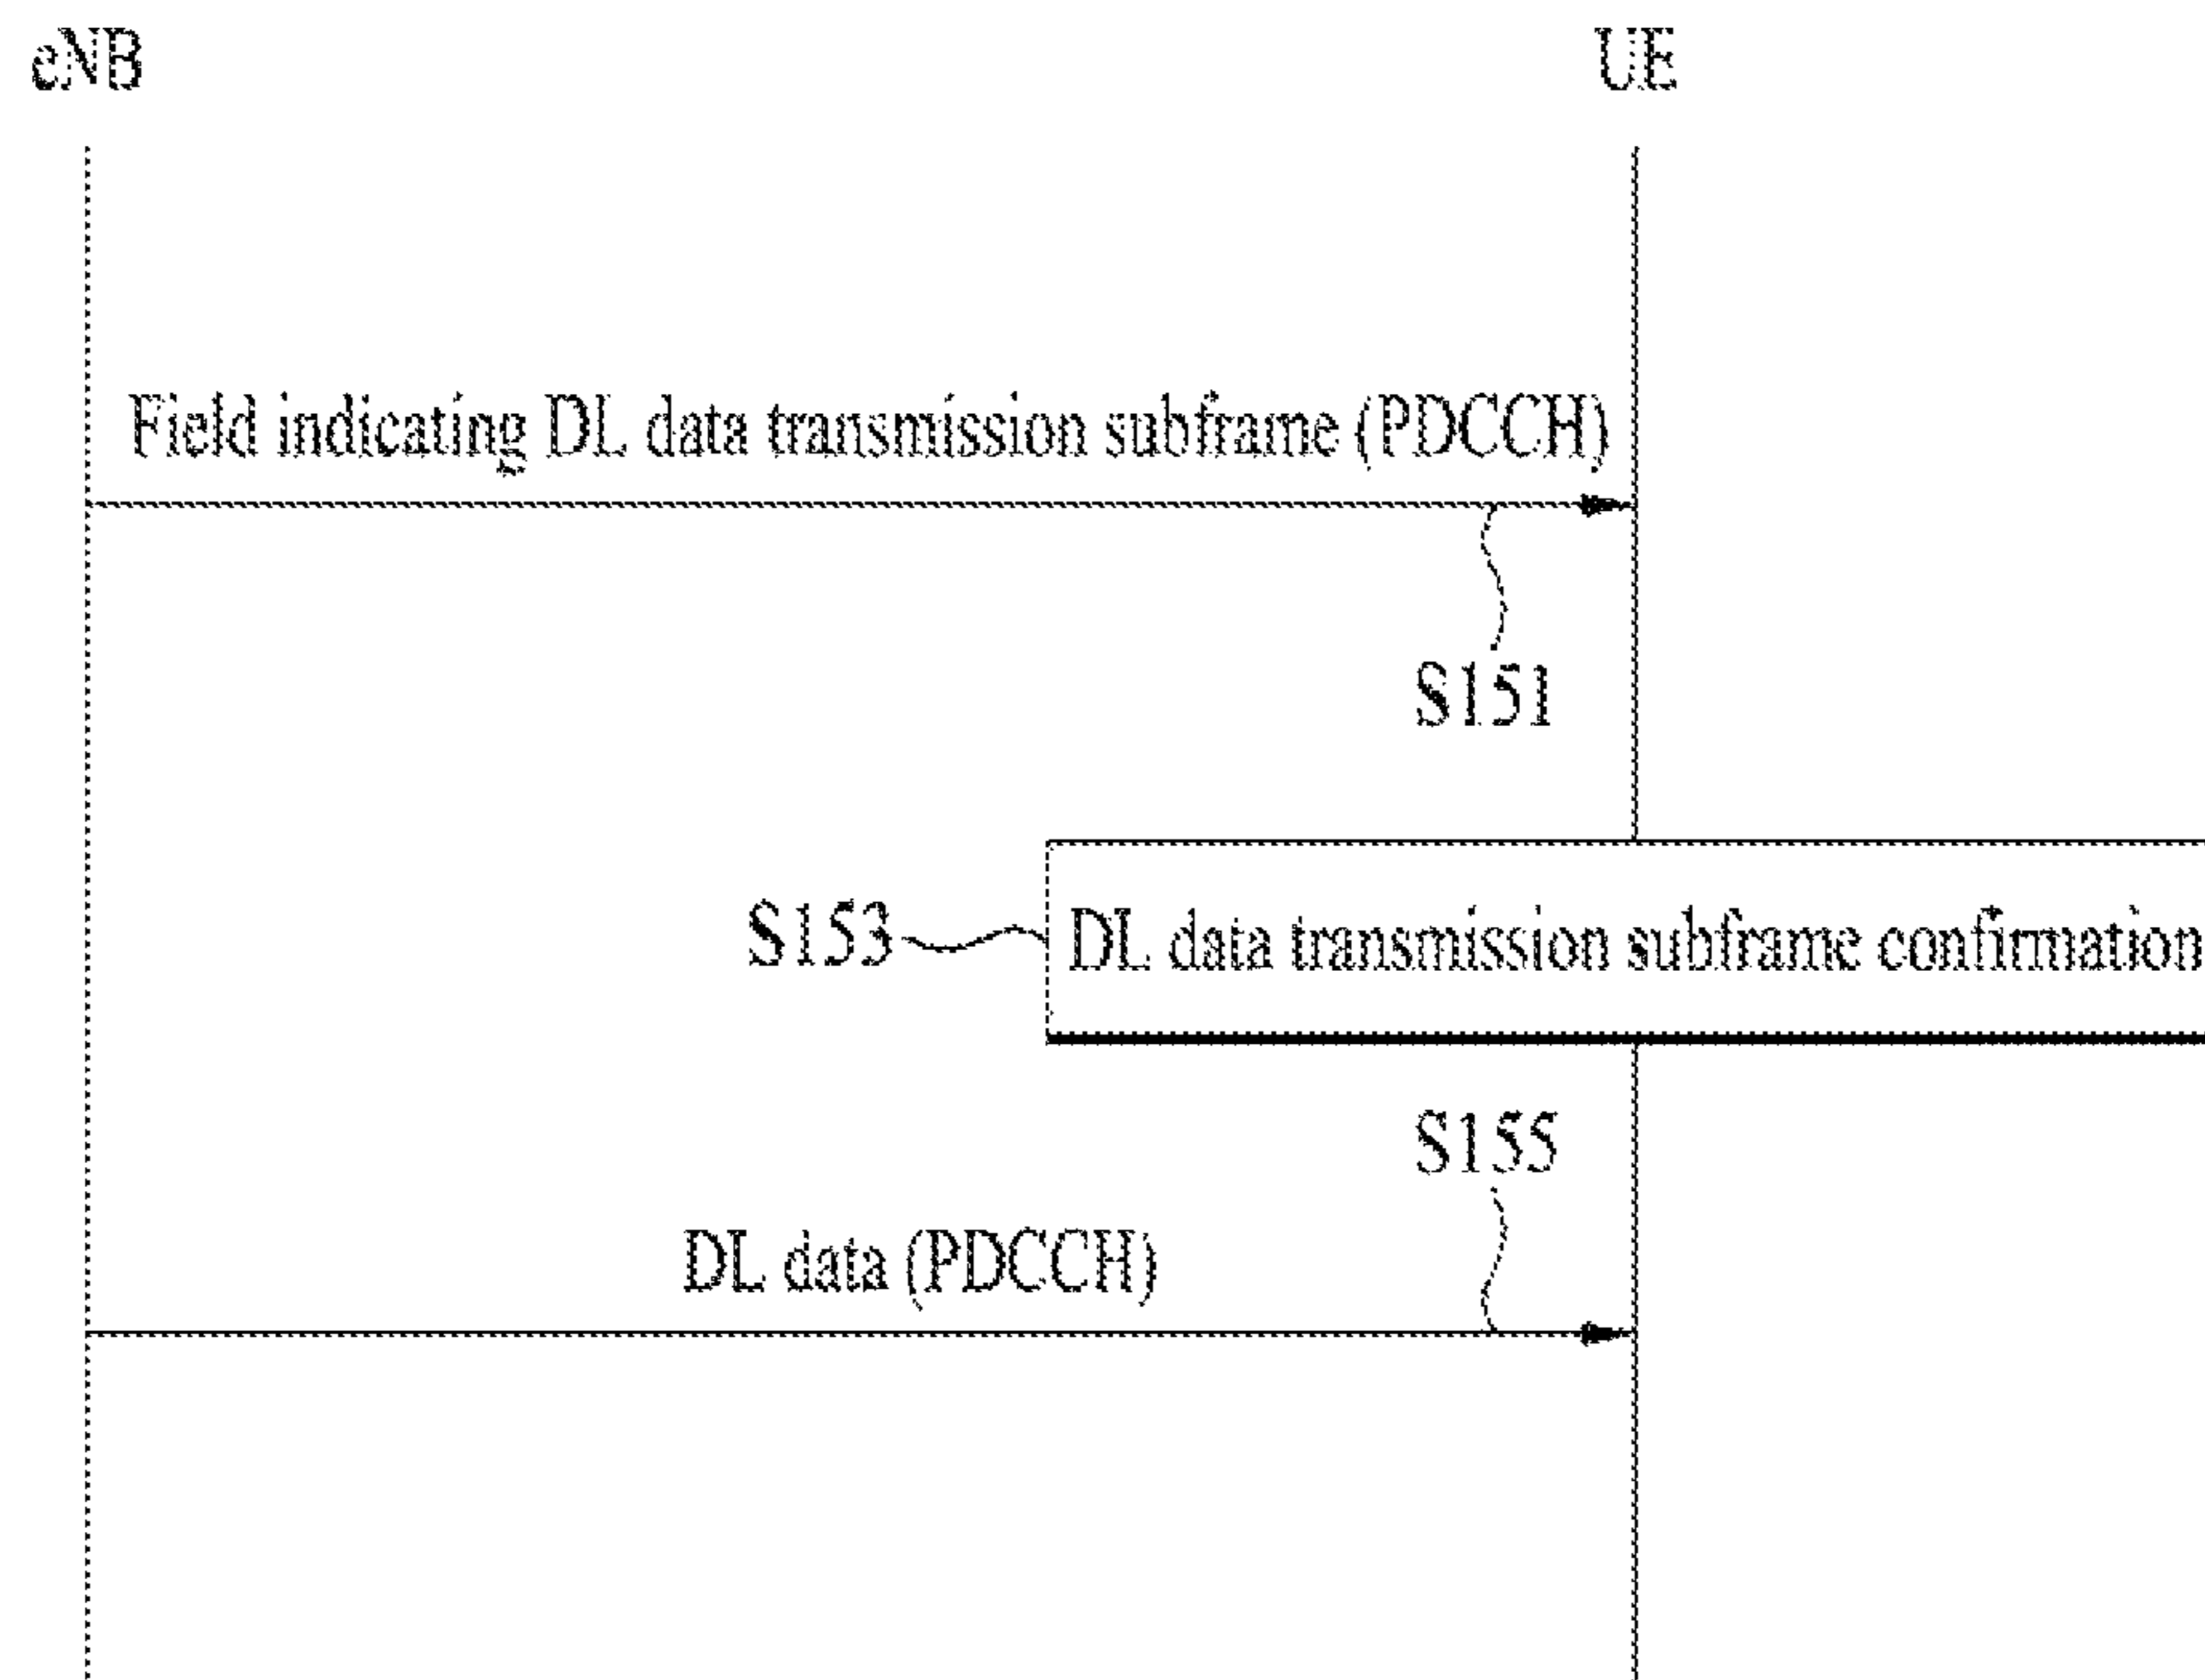 eNB
UE
Field indicating DL data transmission subframe (PDCCH)
S151
S153
DL data transmission subframe confirmation
S155
DL data (PDCCH)